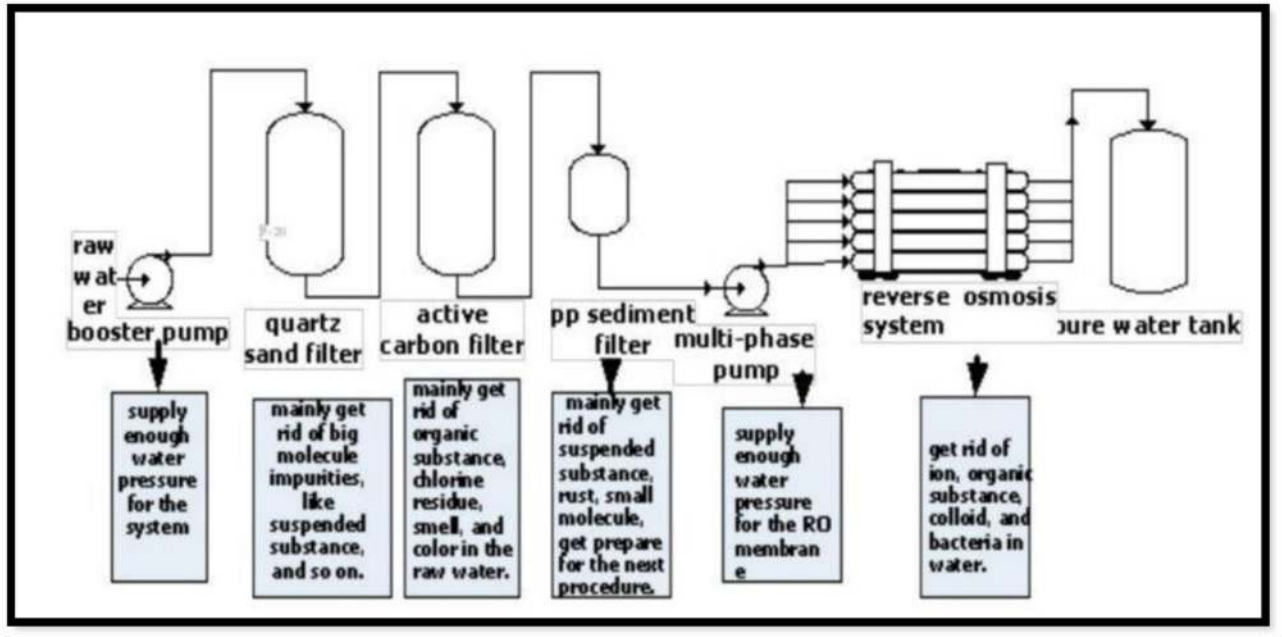 raw
wat
er
booster pump
quartz
sand filter
active
carbon filter
pp sediment
filter
multi-phase
pump
reverse osmosis
system
pure water tank
supply
enough
water
pressure
for the
system
mainly get
rid of big
molecule
impurities,
like
suspended
substance,
and so on.
mainly get
rid of
organic
substance,
chlorine
residue,
smell, and
color in the
raw water.
mainly get
rid of
suspended
substance,
rust, small
molecule,
get prepare
for the next
procedure.
supply
enough
water
pressure
for the RO
membran
e
get rid of
ion, organic
substance,
colloid, and
bacteria in
water.